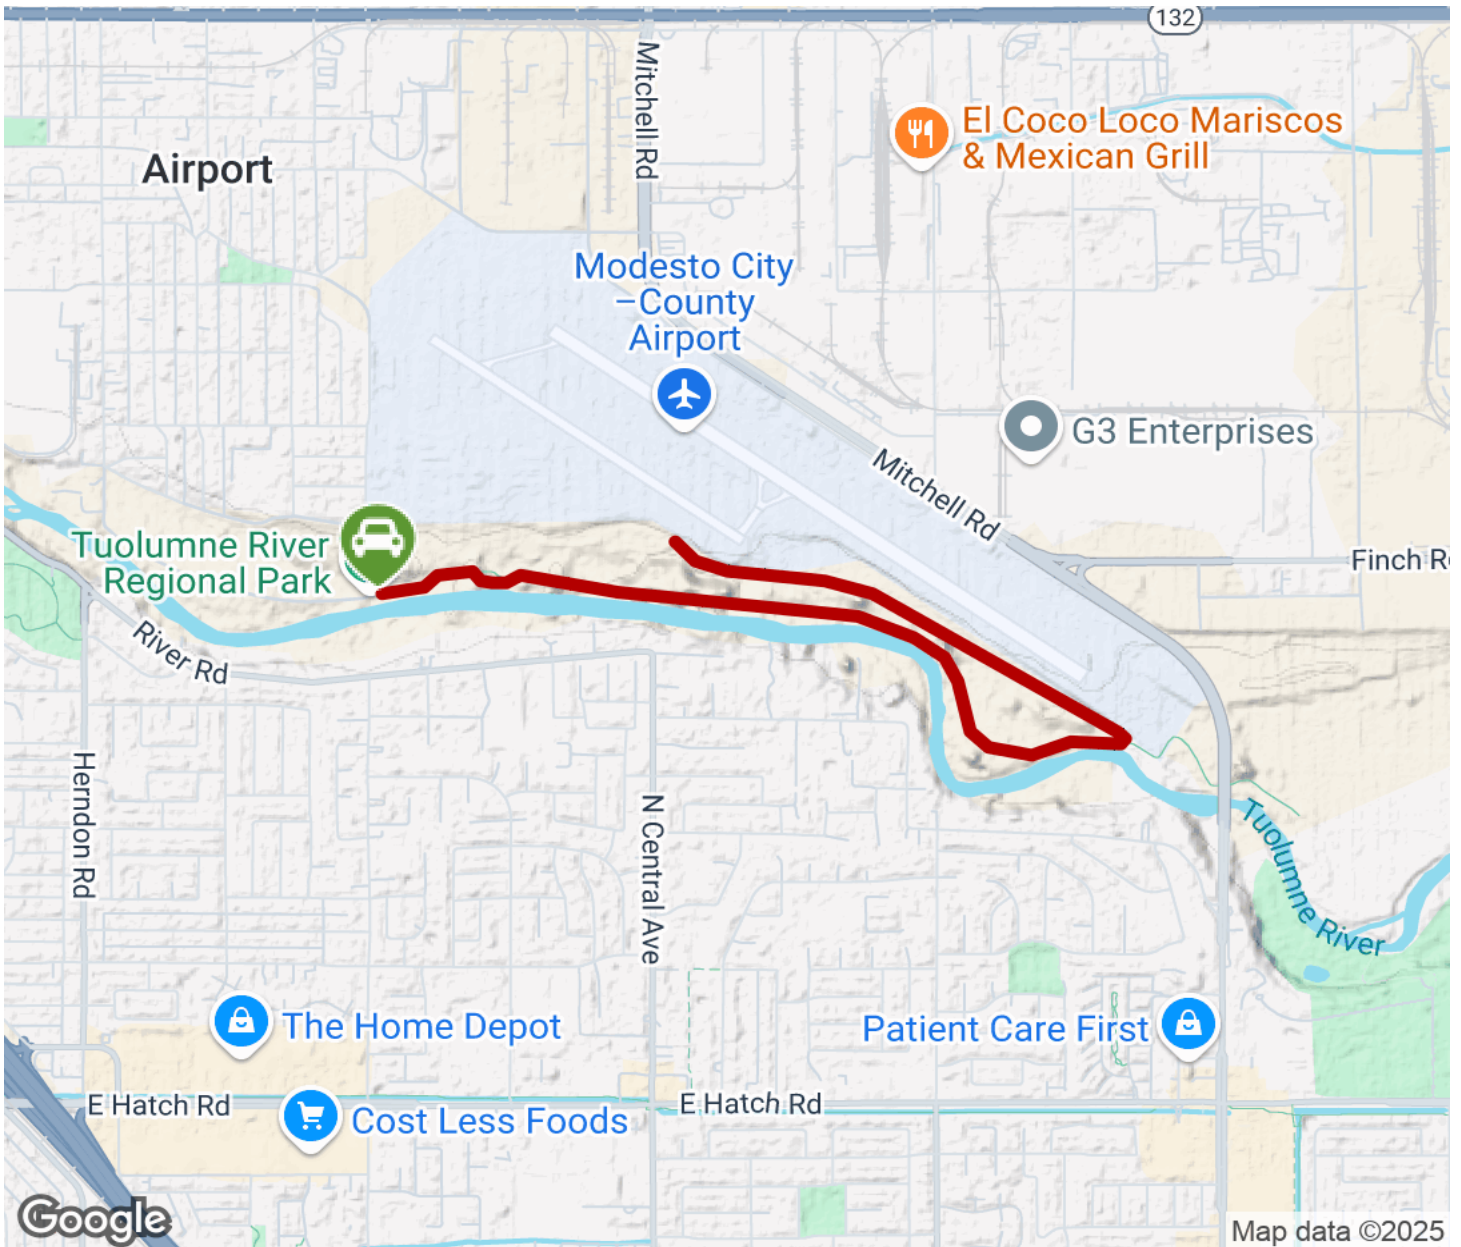 132
Mitchell Rd
El Coco Loco Mariscos
& Mexican Grill
Airport
Modesto City
–County
Airport
G3 Enterprises
Mitchell Rd
Tuolumne River
Regional Park
Finch R
River Rd
Herndon Rd
N Central Ave
Tuolumne River
The Home Depot
Patient Care First
E Hatch Rd
E Hatch Rd
Cost Less Foods
Google
Map data ©2025